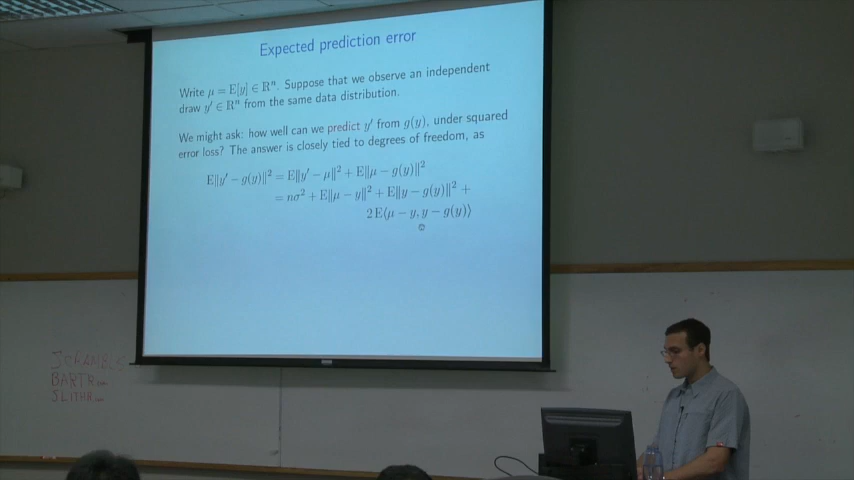 Expected prediction error
Write μ = E[y] ∈ ℝⁿ. Suppose that we observe an independent
draw y′ ∈ ℝⁿ from the same data distribution.
We might ask: how well can we predict y′ from g(y), under squared
error loss? The answer is closely tied to degrees of freedom, as
E‖y′ − g(y)‖² = E‖y′ − μ‖² + E‖μ − g(y)‖²
= nσ² + E‖μ − y‖² + E‖y − g(y)‖² +
2 E⟨μ − y, y − g(y)⟩